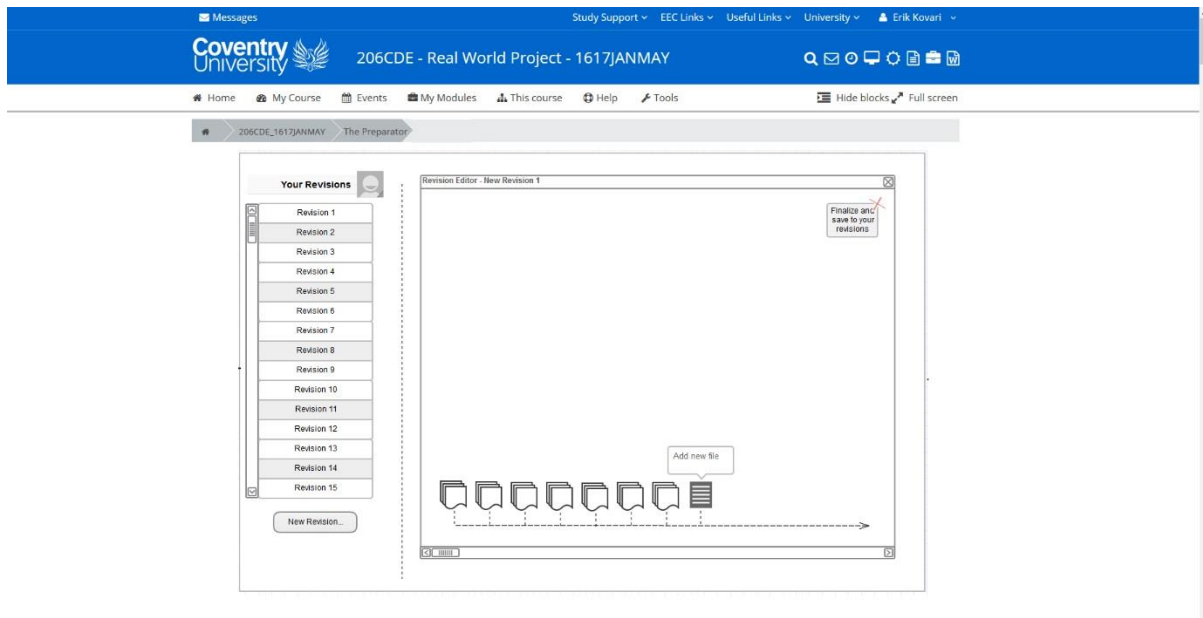 Messages
Study Support EEC Links Useful Links University Erik Kovari
Coventry
University
206CDE - Real World Project - 1617JANMAY
Home My Course Events My Modules This course Help Tools Hide blocks Full screen
206CDE_1617JANMAY The Preparator
Your Revisions
Revision 1
Revision 2
Revision 3
Revision 4
Revision 5
Revision 6
Revision 7
Revision 8
Revision 9
Revision 10
Revision 11
Revision 12
Revision 13
Revision 14
Revision 15
New Revision...
Revision Editor - New Revision 1
Finalize and
save to your
revisions
Add new file